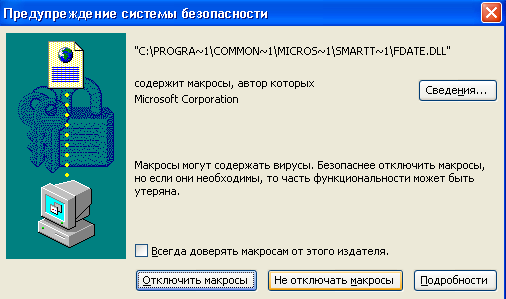 Предупреждение системы безопасности
"C:\PROGRA~1\COMMON~1\MICROS~1\SMARTT~1\FDATE.DLL"
содержит макросы, автор которых
Microsoft Corporation
Сведения...
Макросы могут содержать вирусы. Безопаснее отключить макросы,
но если они необходимы, то часть функциональности может быть
утеряна.
Всегда доверять макросам от этого издателя.
Отключить макросы
Не отключать макросы
Подробности